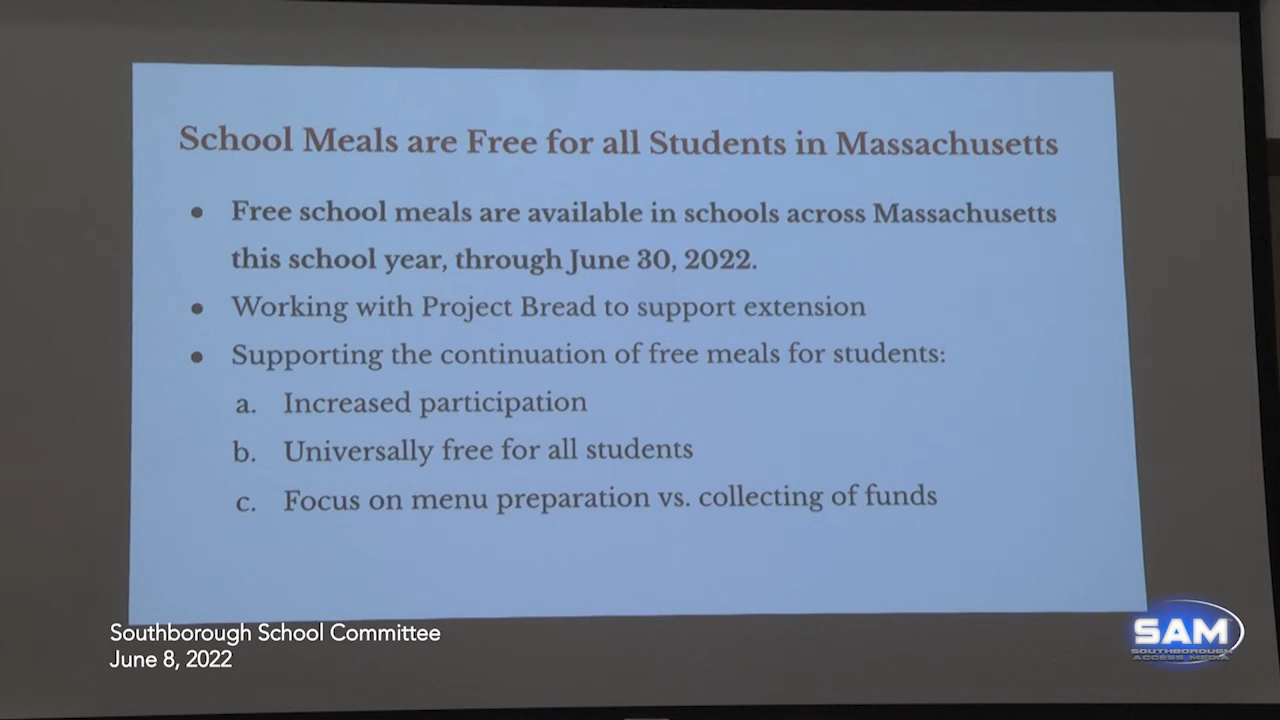 School Meals are Free for all Students in Massachusetts
● Free school meals are available in schools across Massachusetts
this school year, through June 30, 2022.
● Working with Project Bread to support extension
● Supporting the continuation of free meals for students:
a. Increased participation
b. Universally free for all students
c. Focus on menu preparation vs. collecting of funds
Southborough School Committee
June 8, 2022
SAM
SOUTHBOROUGH
ACCESS MEDIA